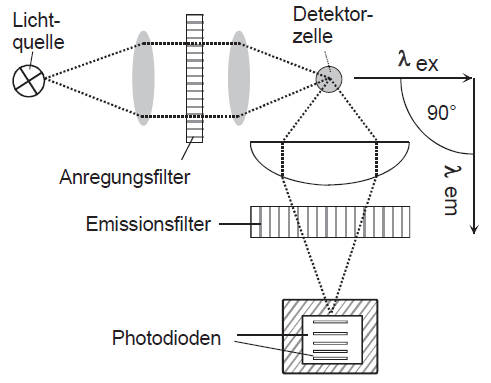 Licht-
quelle
Detektor-
zelle
λ ex
90°
λ em
Anregungsfilter
Emissionsfilter
Photodioden